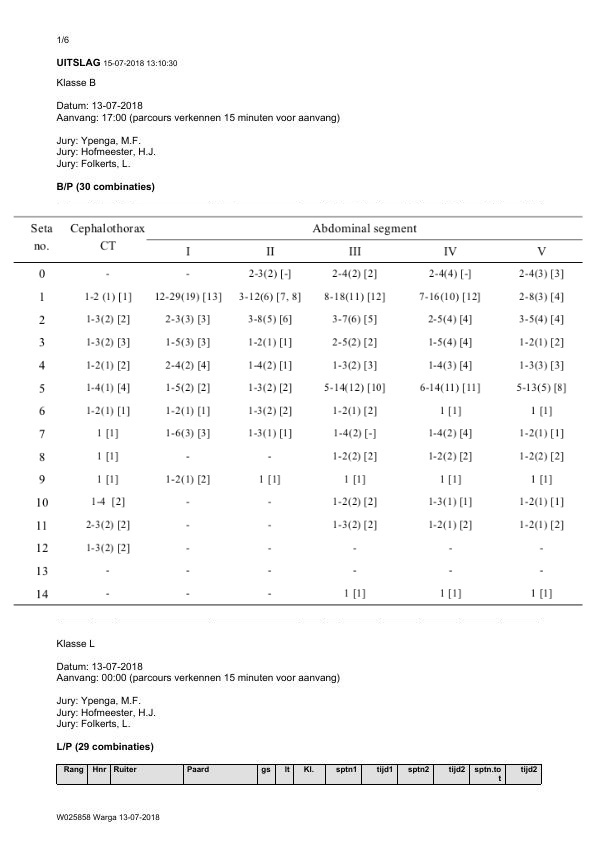 1/6
UITSLAG 15-07-2018 13:10:30
Klasse B
Datum: 13-07-2018
Aanvang: 17:00 (parcours verkennen 15 minuten voor aanvang)
Jury: Ypenga, M.F.
Jury: Hofmeester, H.J.
Jury: Folkerts, L.
B/P (30 combinaties)
Seta no. Cephalothorax CT Abdominal segment
I II III IV V
0 - - 2-3(2) [-] 2-4(2) [2] 2-4(4) [-] 2-4(3) [3]
1 1-2 (1) [1] 12-29(19) [13] 3-12(6) [7, 8] 8-18(11) [12] 7-16(10) [12] 2-8(3) [4]
2 1-3(2) [2] 2-3(3) [3] 3-8(5) [6] 3-7(6) [5] 2-5(4) [4] 3-5(4) [4]
3 1-3(2) [3] 1-5(3) [3] 1-2(1) [1] 2-5(2) [2] 1-5(4) [4] 1-2(1) [2]
4 1-2(1) [2] 2-4(2) [4] 1-4(2) [1] 1-3(2) [3] 1-4(3) [4] 1-3(3) [3]
5 1-4(1) [4] 1-5(2) [2] 1-3(2) [2] 5-14(12) [10] 6-14(11) [11] 5-13(5) [8]
6 1-2(1) [1] 1-2(1) [1] 1-3(2) [2] 1-2(1) [2] 1 [1] 1 [1]
7 1 [1] 1-6(3) [3] 1-3(1) [1] 1-4(2) [-] 1-4(2) [4] 1-2(1) [1]
8 1 [1] - - 1-2(2) [2] 1-2(2) [2] 1-2(2) [2]
9 1 [1] 1-2(1) [2] 1 [1] 1 [1] 1 [1] 1 [1]
10 1-4 [2] - - 1-2(2) [2] 1-3(1) [1] 1-2(1) [1]
11 2-3(2) [2] - - 1-3(2) [2] 1-2(1) [2] 1-2(1) [2]
12 1-3(2) [2] - - - - -
13 - - - - - -
14 - - - 1 [1] 1 [1] 1 [1]
Klasse L
Datum: 13-07-2018
Aanvang: 00:00 (parcours verkennen 15 minuten voor aanvang)
Jury: Ypenga, M.F.
Jury: Hofmeester, H.J.
Jury: Folkerts, L.
L/P (29 combinaties)
Rang Hnr Ruiter Paard gs lt Kl. sptn1 tijd1 sptn2 tijd2 sptn.tot tijd2
W025858 Warga 13-07-2018